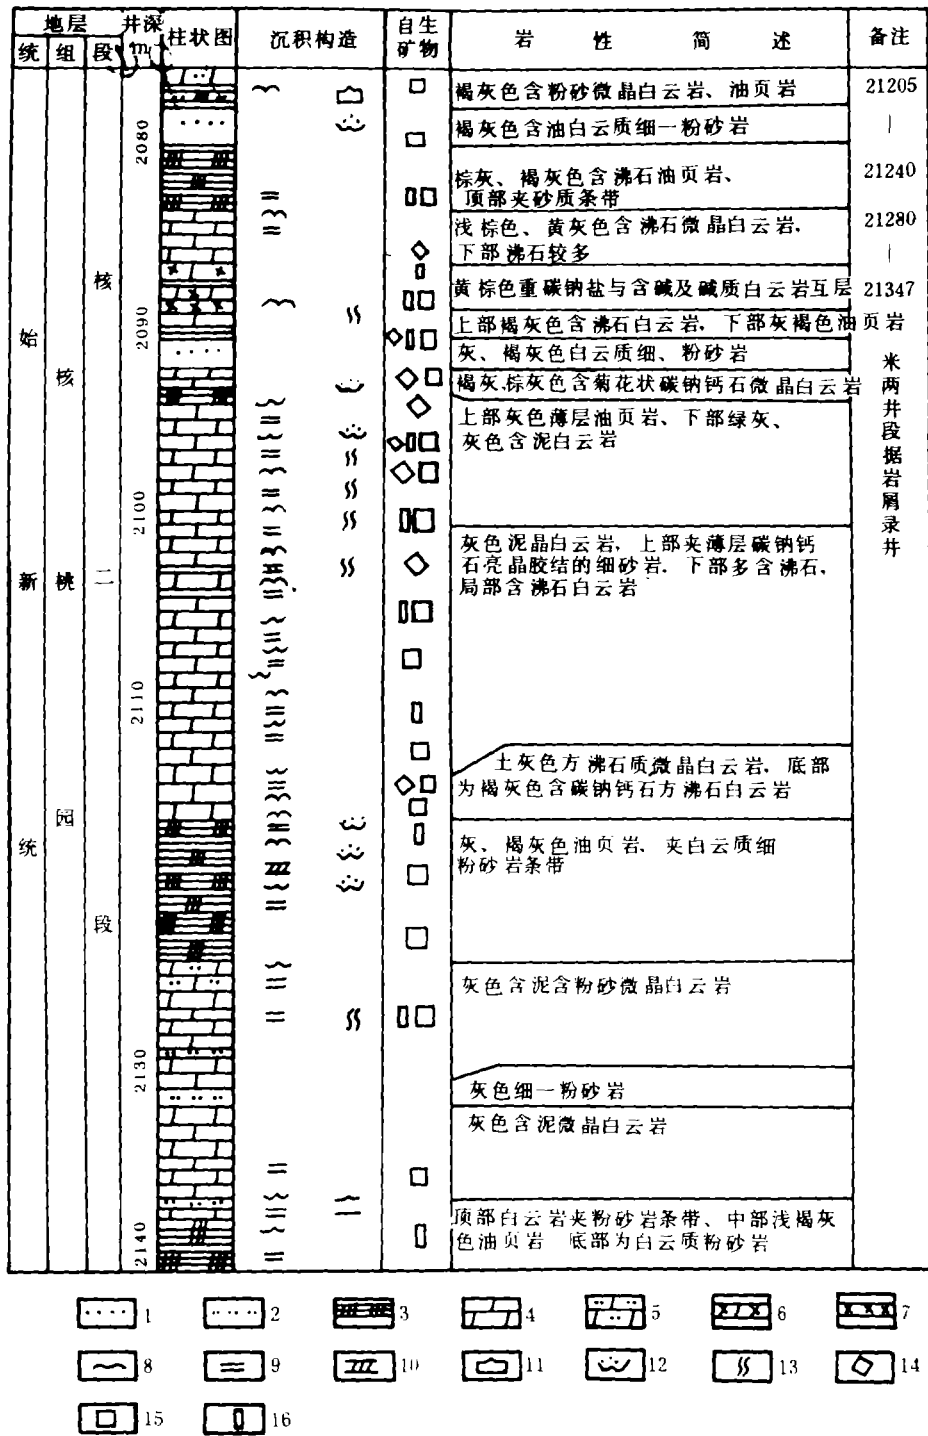 地层
井深
m
柱状图
沉积构造
自生
矿物
岩 性 简 述
备注
统
组
段
始新统
核桃园
核二段
2080
2090
2100
2110
2130
2140
褐灰色含粉砂微晶白云岩、油页岩
褐灰色含油白云质细一粉砂岩
棕灰、褐灰色含沸石油页岩、
顶部夹砂质条带
浅棕色、黄灰色含沸石微晶白云岩,
下部沸石较多
黄棕色重碳钠盐与含碱及碱质白云岩互层
上部褐灰色含沸石白云岩,下部灰褐色油页岩
灰、褐灰色白云质细、粉砂岩
褐灰,棕灰色含菊花状碳钠钙石微晶白云岩
上部灰色薄层油页岩、下部绿灰、
灰色含泥白云岩
灰色泥晶白云岩,上部夹薄层碳钠钙
石亮晶胶结的细砂岩,下部多含沸石,
局部含沸石白云岩
土灰色方沸石质微晶白云岩,底部
为褐灰色含碳钠钙石方沸石白云岩
灰、褐灰色油页岩,夹白云质细
粉砂岩条带
灰色含泥含粉砂微晶白云岩
灰色细一粉砂岩
灰色含泥微晶白云岩
顶部白云岩夹粉砂岩条带、中部浅褐灰
色油页岩 底部为白云质粉砂岩
21205
|
21240
21280
|
21347
米两井段据岩屑录井
1
2
3
4
5
6
7
8
9
10
11
12
13
14
15
16